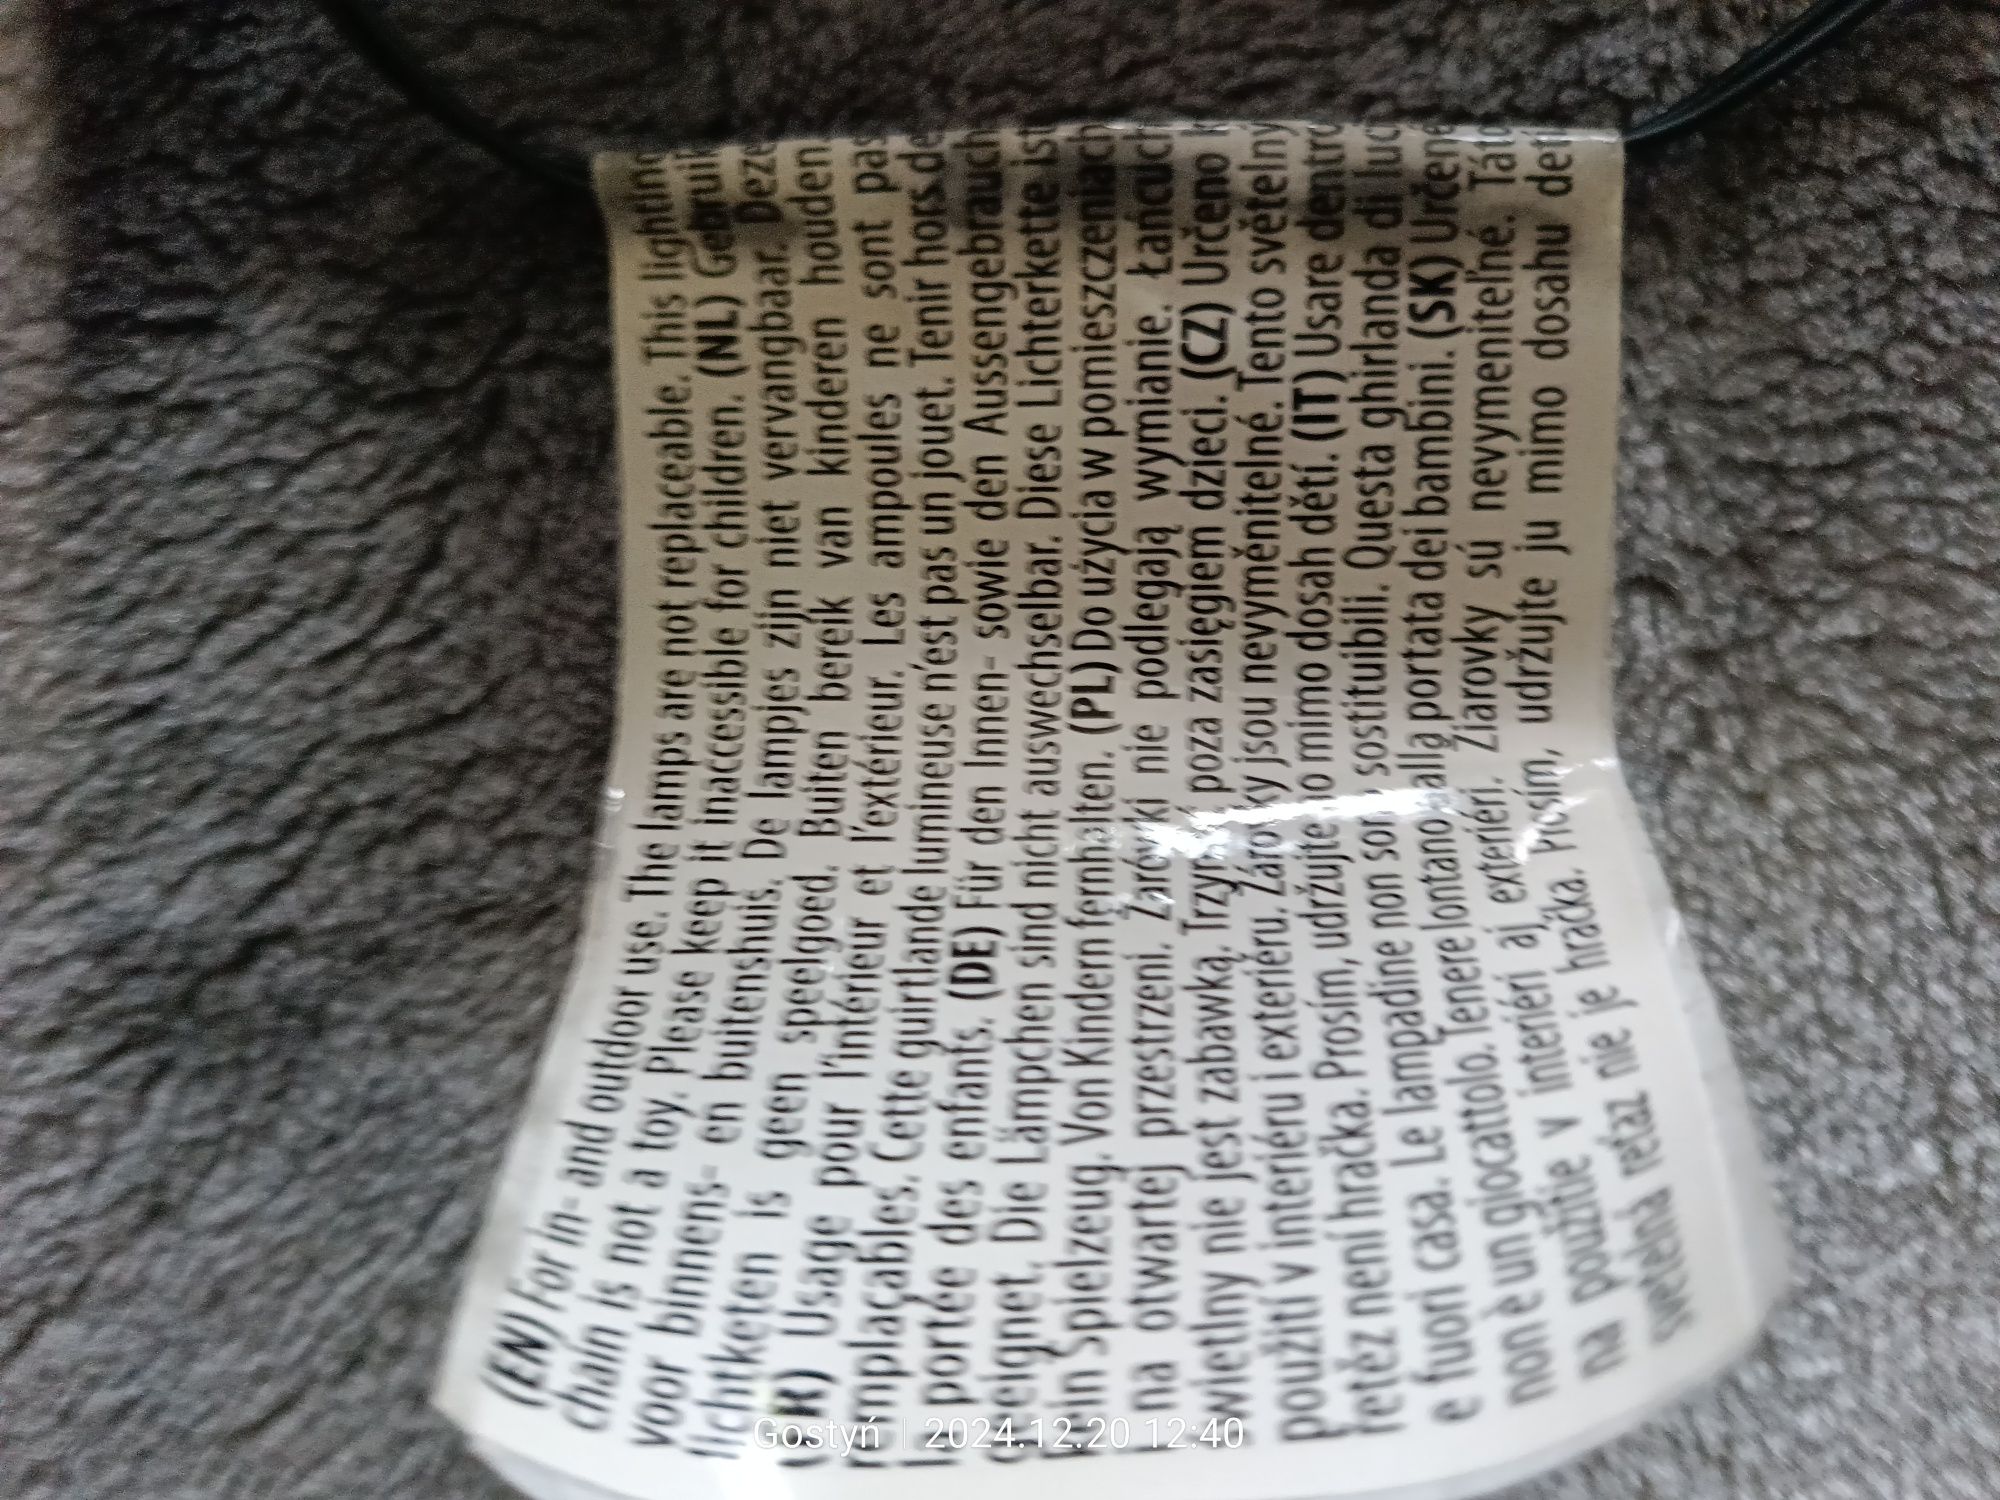 (EN) For in- and outdoor use. The lamps are not replaceable. This lighting
chain is not a toy. Please keep it inaccessible for children. (NL) Gebruik
voor binnens- en buitenshuis. De lampjes zijn niet vervangbaar. Deze
lichtketen is geen speelgoed. Buiten bereik van kinderen houden.
(FR) Usage pour l'intérieur et l'extérieur. Les ampoules ne sont pas
remplaçables. Cette guirtlande lumineuse n'est pas un jouet. Tenir hors de
portée des enfants. (DE) Für den Innen- sowie den Aussengebrauch
geeignet. Die Lämpchen sind nicht auswechselbar. Diese Lichterkette ist
kein Spielzeug. Von Kindern fernhalten. (PL) Do użycia w pomieszczeniach
i na otwartej przestrzeni. Żarówki nie podlegają wymianie. Łańcuch
świetlny nie jest zabawką. poza zasięgiem dzieci. (CZ) Určeno k
použití v interiéru i exteriéru. jsou nevyměnitelné. Tento světelný
řetěz není hračka. Prosím, udržujte mimo dosah dětí. (IT) Usare dentro
e fuori casa. Le lampadine non sostituibili. Questa ghirlanda di luci
non è un giocattolo. Tenere lontano alla portata dei bambini. (SK) Určené
na použitie v interiéri aj exteriéri. Žiarovky sú nevymeniteľné. Táto
svetelná reťaz nie je hračka. Prosím, udržujte ju mimo dosahu detí
Gostyń | 2024.12.20 12:40